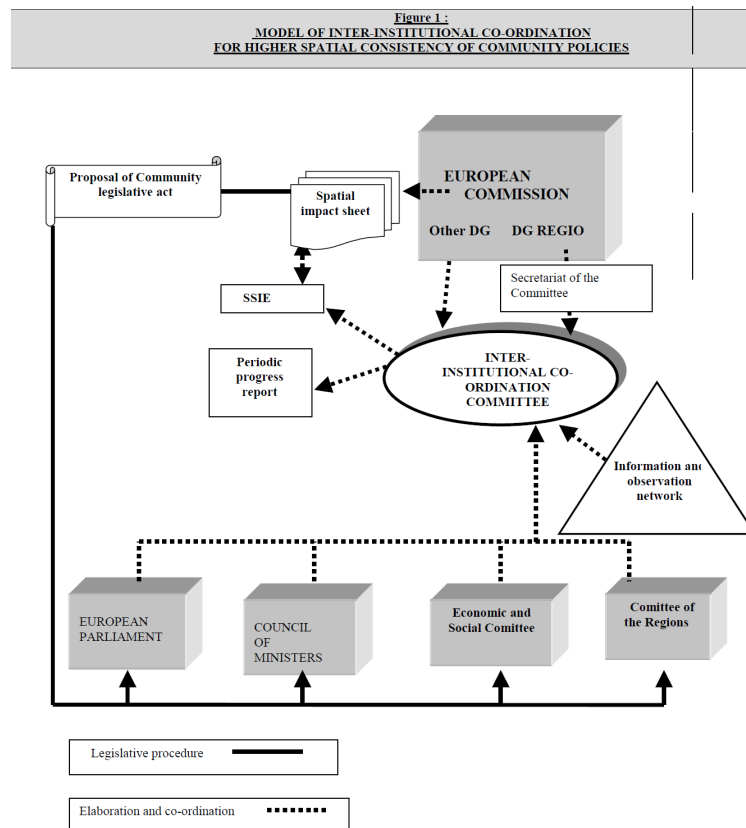 Figure 1 :
MODEL OF INTER-INSTITUTIONAL CO-ORDINATION
FOR HIGHER SPATIAL CONSISTENCY OF COMMUNITY POLICIES
Proposal of Community
legislative act
Spatial
impact sheet
EUROPEAN
COMMISSION
Other DG DG REGIO
Secretariat of the
Committee
SSIE
Periodic
progress
report
INTER-
INSTITUTIONAL CO-
ORDINATION
COMMITTEE
Information and
observation
network
EUROPEAN
PARLIAMENT
COUNCIL
OF
MINISTERS
Economic and
Social Comittee
Comittee of
the Regions
Legislative procedure
Elaboration and co-ordination